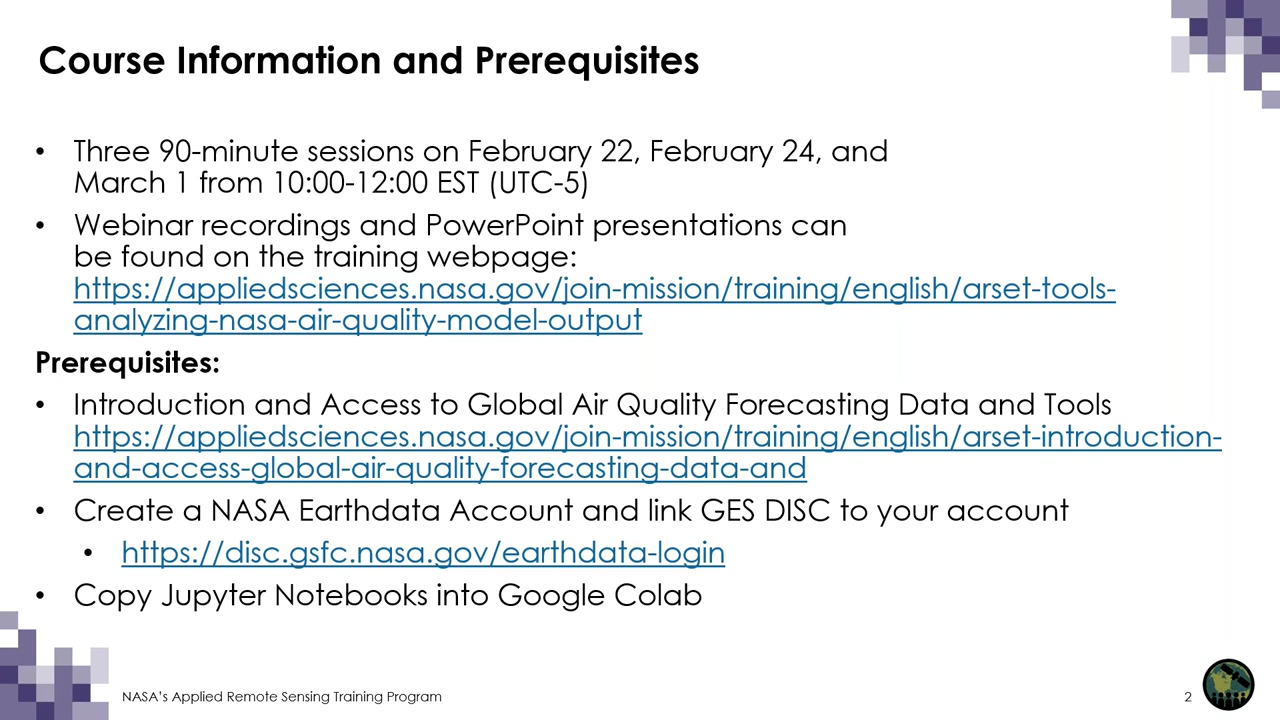 Course Information and Prerequisites
• Three 90-minute sessions on February 22, February 24, and
March 1 from 10:00-12:00 EST (UTC-5)
• Webinar recordings and PowerPoint presentations can
be found on the training webpage:
https://appliedsciences.nasa.gov/join-mission/training/english/arset-tools-
analyzing-nasa-air-quality-model-output
Prerequisites:
• Introduction and Access to Global Air Quality Forecasting Data and Tools
https://appliedsciences.nasa.gov/join-mission/training/english/arset-introduction-
and-access-global-air-quality-forecasting-data-and
• Create a NASA Earthdata Account and link GES DISC to your account
• https://disc.gsfc.nasa.gov/earthdata-login
• Copy Jupyter Notebooks into Google Colab
NASA's Applied Remote Sensing Training Program
2